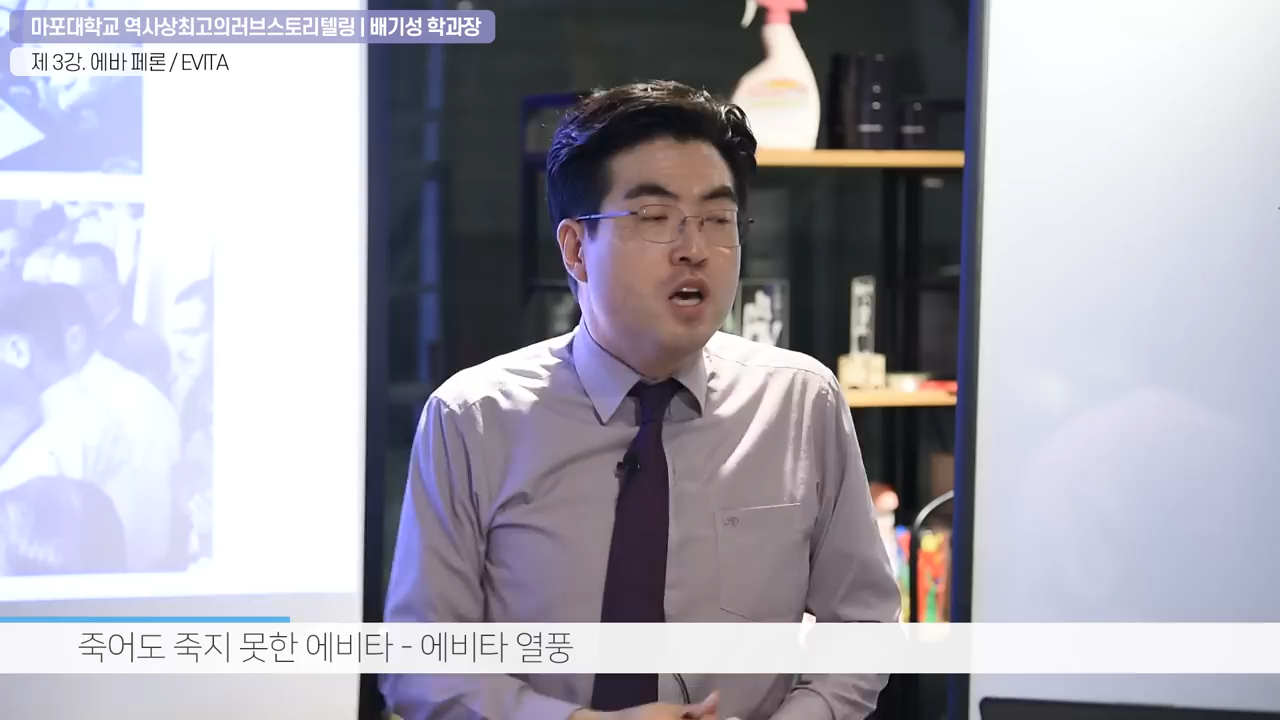 마포대학교 역사상최고의러브스토리텔링 | 배기성 학과장
제 3강. 에바 페론 / EVITA
죽어도 죽지 못한 에비타 - 에비타 열풍